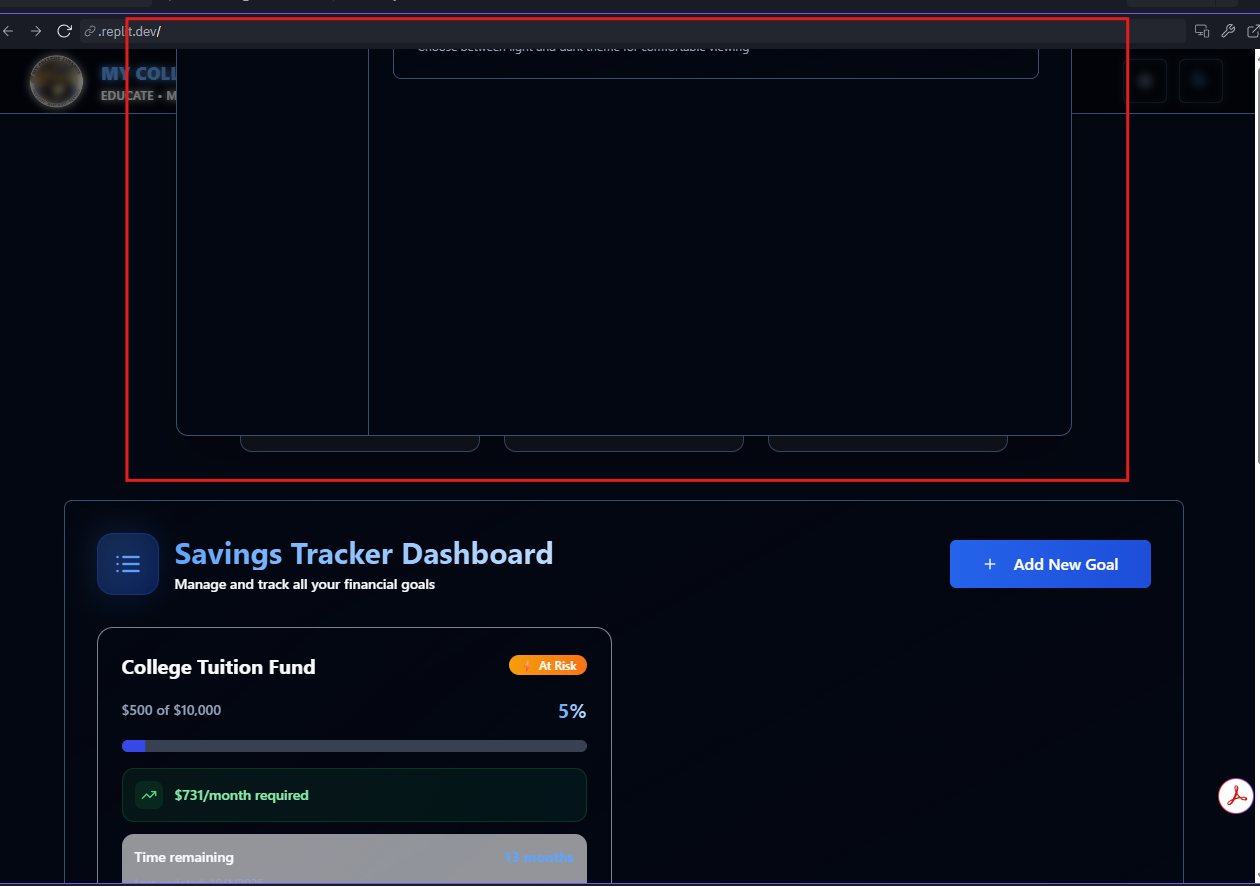 .replit.dev/
Choose between light and dark theme for comfortable viewing
MY COLL
EDUCATE • M
Savings Tracker Dashboard
Manage and track all your financial goals
+ Add New Goal
College Tuition Fund
At Risk
$500 of $10,000
5%
$731/month required
Time remaining
13 months